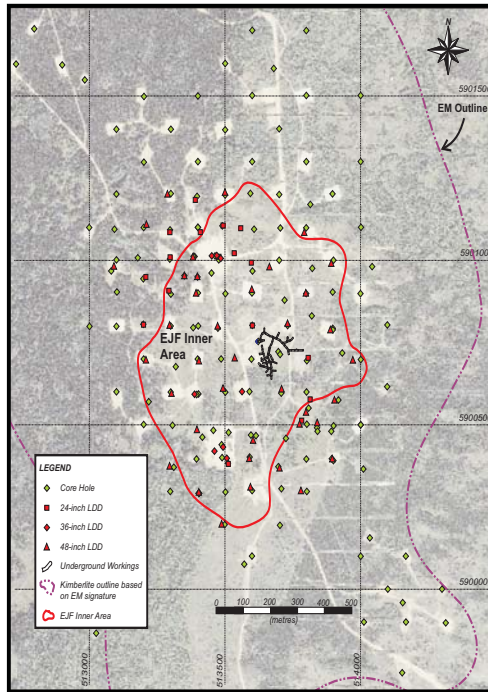 N
5901500
EM Outline
5901000
EJF Inner
Area
5900500
LEGEND
Core Hole
24-inch LDD
36-inch LDD
48-inch LDD
Underground Workings
Kimberlite outline based
on EM signature
EJF Inner Area
590000
0 100 200 300 400 500
(metres)
513000
513500
514000